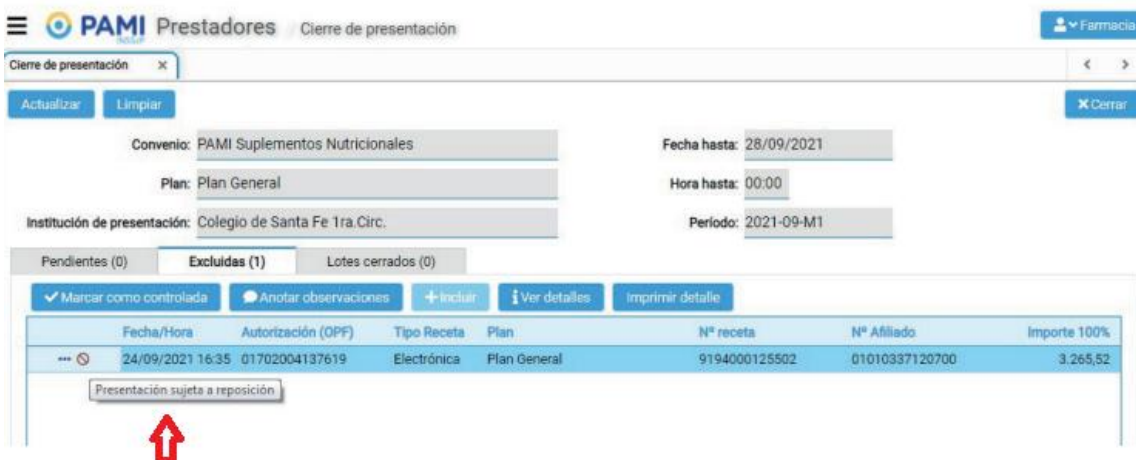 PAMI Prestadores Cierre de presentación
Farmacia
Cierre de presentación ×
Actualizar Limpiar
Cerrar
Convenio: PAMI Suplementos Nutricionales
Fecha hasta: 28/09/2021
Plan: Plan General
Hora hasta: 00:00
Institución de presentación: Colegio de Santa Fe 1ra.Circ.
Período: 2021-09-M1
Pendientes (0) Excluidas (1) Lotes cerrados (0)
Marcar como controlada Anotar observaciones Incluir Ver detalles Imprimir detalle
Fecha/Hora Autorización (OPF) Tipo Receta Plan Nº receta Nº Afiliado Importe 100%
24/09/2021 16:35 01702004137619 Electrónica Plan General 9194000125502 01010337120700 3.265,52
Presentación sujeta a reposición